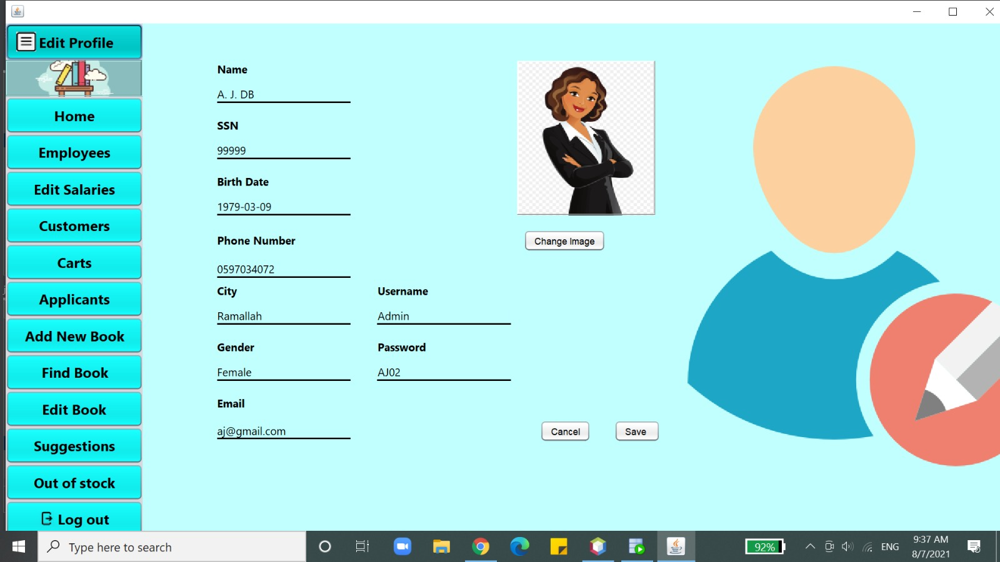 Edit Profile
Home
Employees
Edit Salaries
Customers
Carts
Applicants
Add New Book
Find Book
Edit Book
Suggestions
Out of stock
Log out
Name
A. J. DB
SSN
99999
Birth Date
1979-03-09
Phone Number
0597034072
City
Ramallah
Gender
Female
Email
aj@gmail.com
Username
Admin
Password
AJ02
Change Image
Cancel
Save
Type here to search
92%
ENG
9:37 AM
8/7/2021